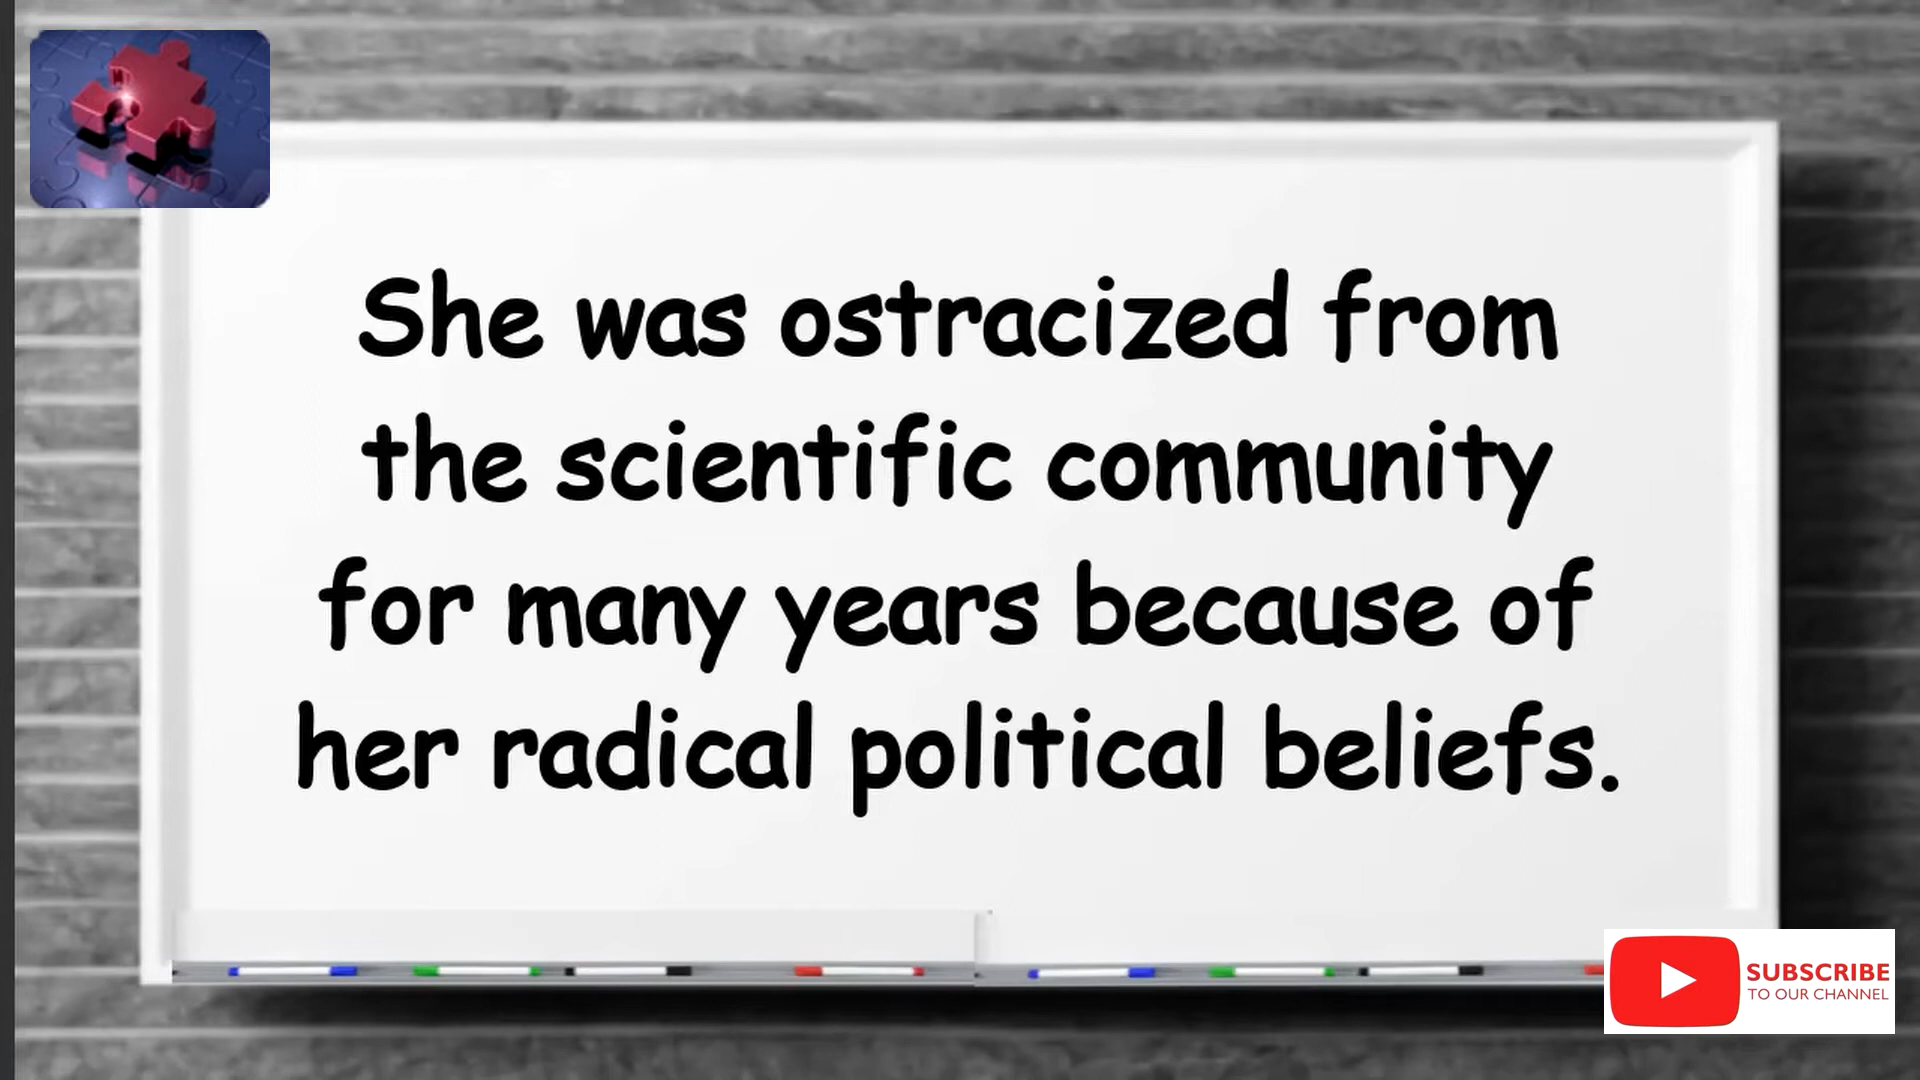 She was ostracized from
the scientific community
for many years because of
her radical political beliefs.
SUBSCRIBE
TO OUR CHANNEL